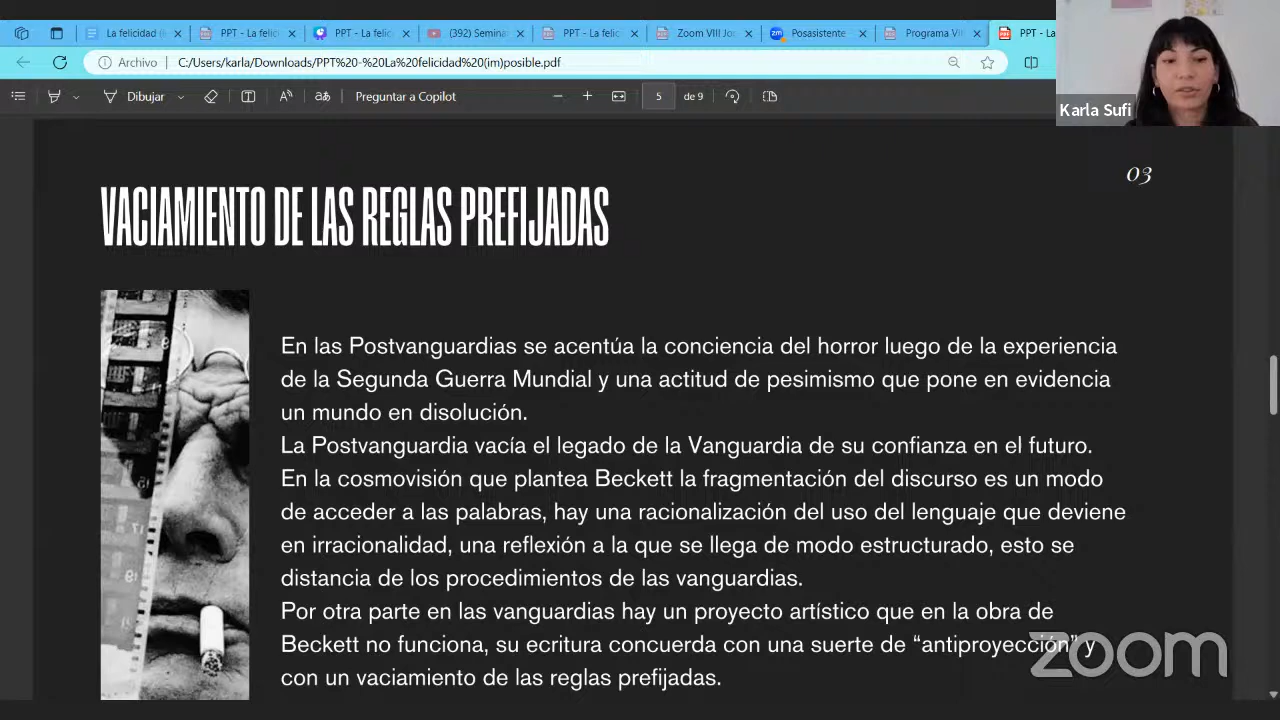 La felicidad (i
PPT - La felic
PPT - La felic
(392) Semina
PPT - La felic
Zoom VIII Jo
Posasistente
Programa VII
PPT - La
Archivo
C:/Users/karla/Downloads/PPT%20-%20La%20felicidad%20(im)posible.pdf
Dibujar
Preguntar a Copilot
5
de 9
Karla Sufi
03
VACIAMIENTO DE LAS REGLAS PREFIJADAS
En las Postvanguardias se acentúa la conciencia del horror luego de la experiencia
de la Segunda Guerra Mundial y una actitud de pesimismo que pone en evidencia
un mundo en disolución.
La Postvanguardia vacía el legado de la Vanguardia de su confianza en el futuro.
En la cosmovisión que plantea Beckett la fragmentación del discurso es un modo
de acceder a las palabras, hay una racionalización del uso del lenguaje que deviene
en irracionalidad, una reflexión a la que se llega de modo estructurado, esto se
distancia de los procedimientos de las vanguardias.
Por otra parte en las vanguardias hay un proyecto artístico que en la obra de
Beckett no funciona, su escritura concuerda con una suerte de “antiproyección” y
con un vaciamiento de las reglas prefijadas.
zoom